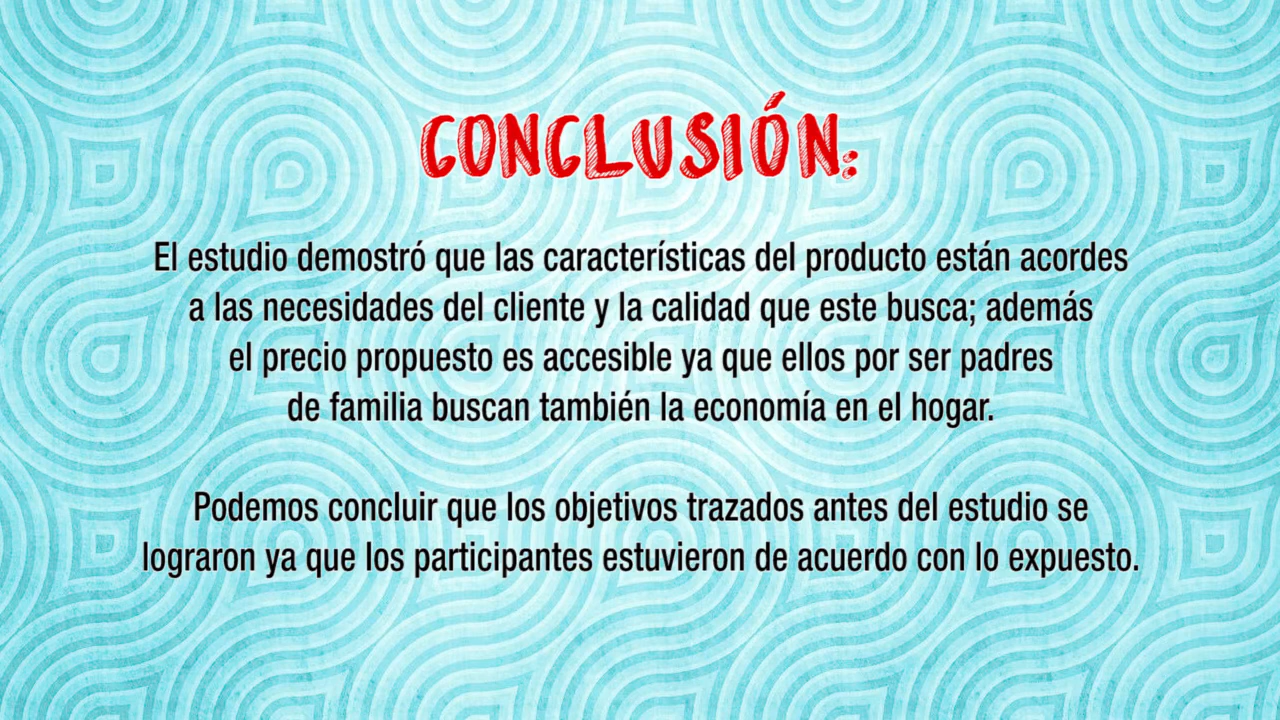 CONCLUSIÓN:
El estudio demostró que las características del producto están acordes
a las necesidades del cliente y la calidad que este busca; además
el precio propuesto es accesible ya que ellos por ser padres
de familia buscan también la economía en el hogar.
Podemos concluir que los objetivos trazados antes del estudio se
lograron ya que los participantes estuvieron de acuerdo con lo expuesto.